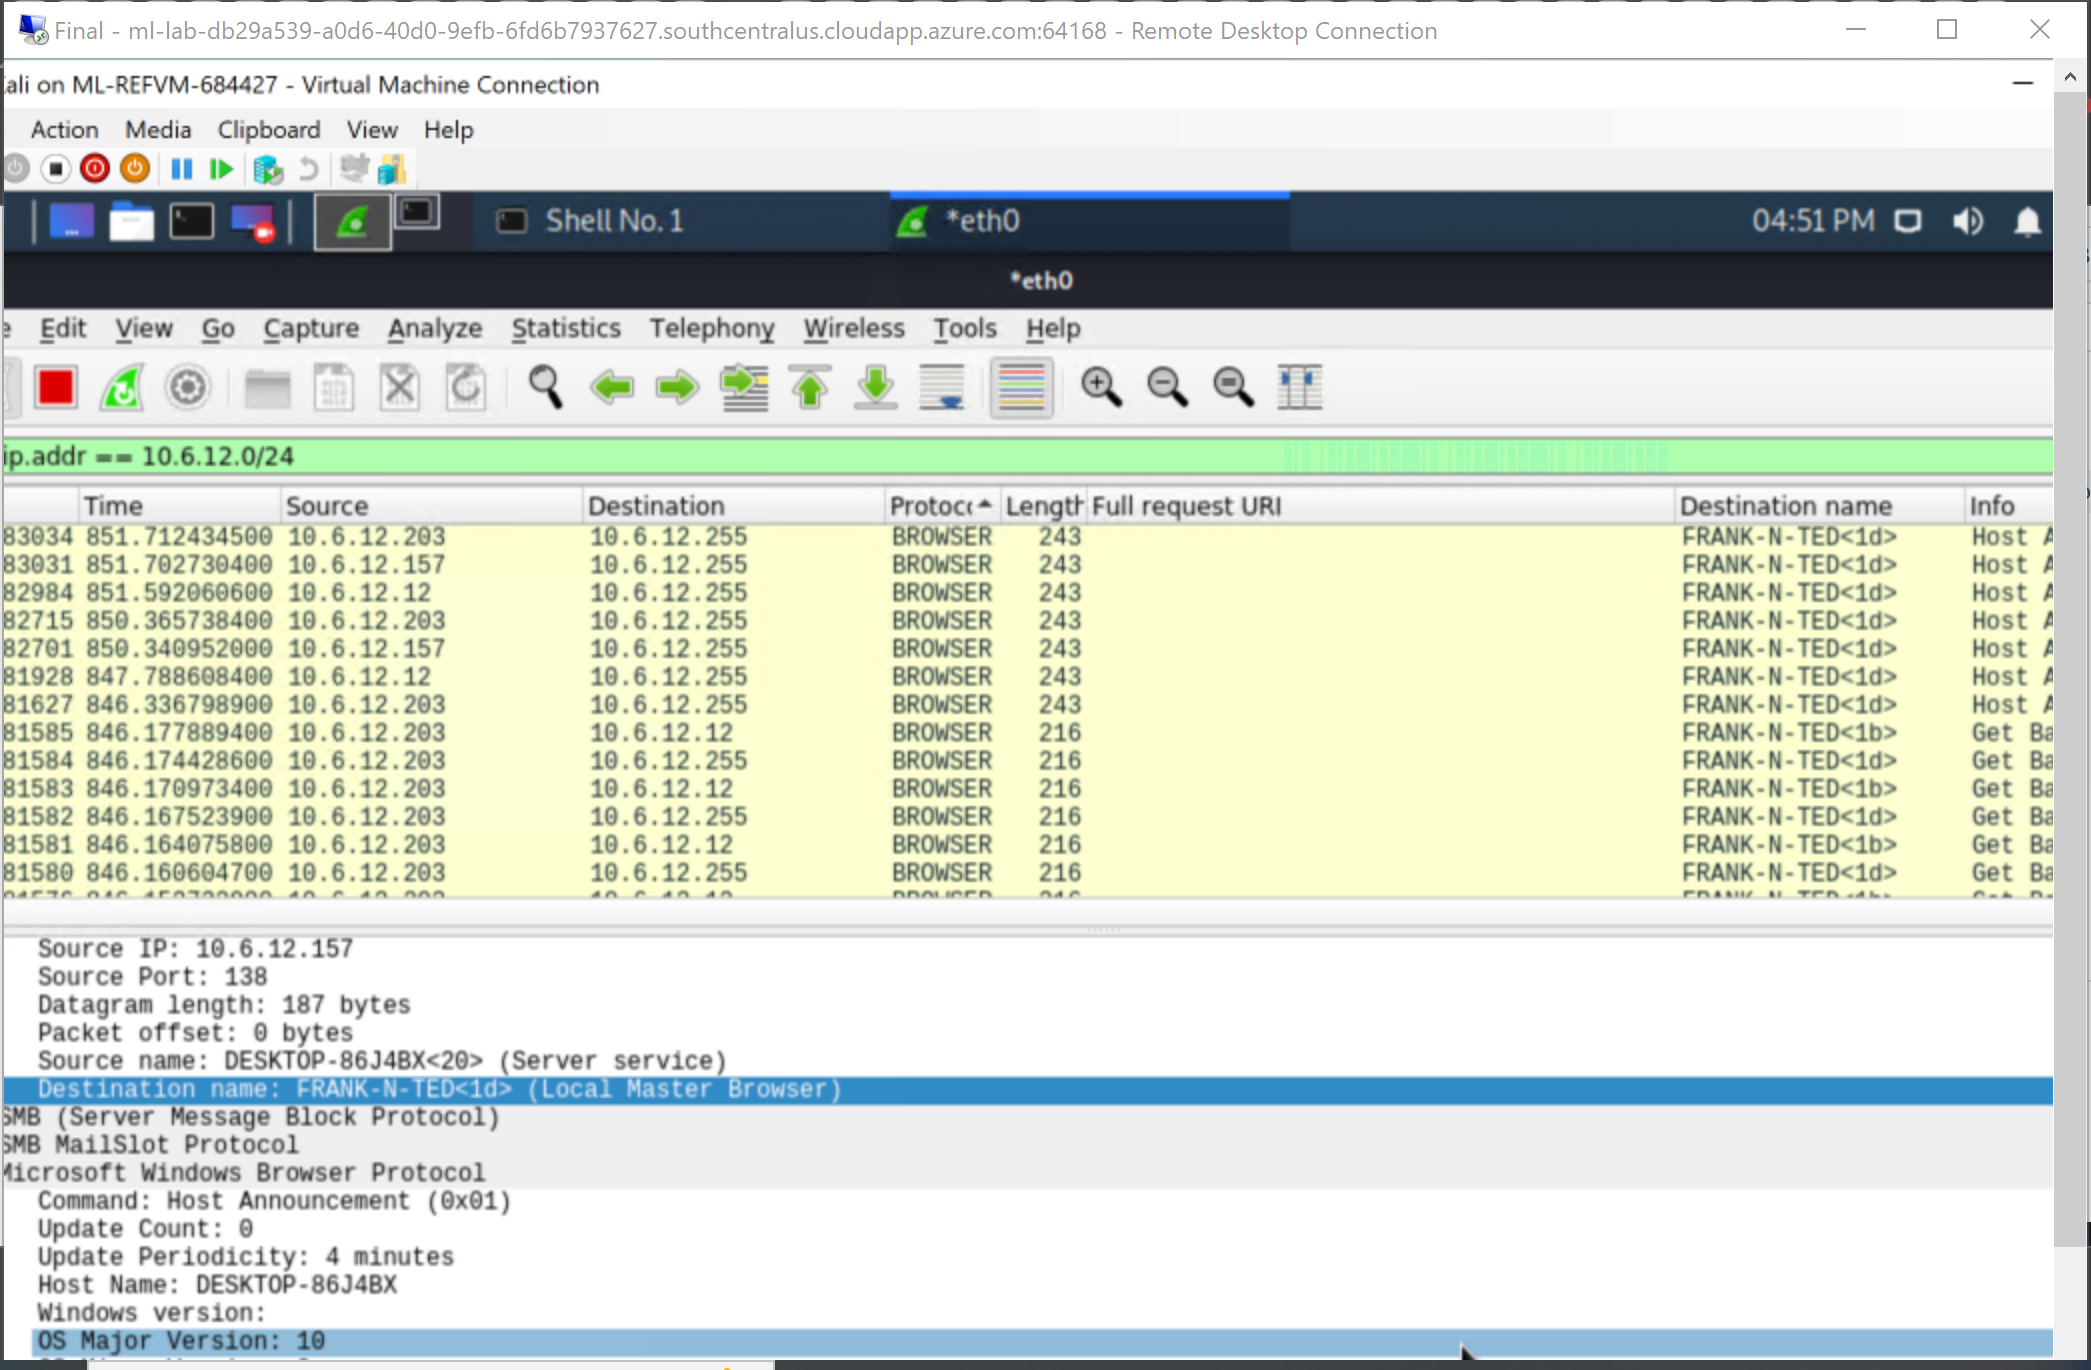 Final - ml-lab-db29a539-a0d6-40d0-9efb-6fd6b7937627.southcentralus.cloudapp.azure.com:64168 - Remote Desktop Connection
ali on ML-REFVM-684427 - Virtual Machine Connection
Action Media Clipboard View Help
Shell No. 1 *eth0 04:51 PM
*eth0
e Edit View Go Capture Analyze Statistics Telephony Wireless Tools Help
ip.addr == 10.6.12.0/24
Time Source Destination Protoc Length Full request URI Destination name Info
83034 851.712434500 10.6.12.203 10.6.12.255 BROWSER 243 FRANK-N-TED<1d> Host A
83031 851.702730400 10.6.12.157 10.6.12.255 BROWSER 243 FRANK-N-TED<1d> Host A
82984 851.592060600 10.6.12.12 10.6.12.255 BROWSER 243 FRANK-N-TED<1d> Host A
82715 850.365738400 10.6.12.203 10.6.12.255 BROWSER 243 FRANK-N-TED<1d> Host A
82701 850.340952000 10.6.12.157 10.6.12.255 BROWSER 243 FRANK-N-TED<1d> Host A
81928 847.788608400 10.6.12.12 10.6.12.255 BROWSER 243 FRANK-N-TED<1d> Host A
81627 846.336798900 10.6.12.203 10.6.12.255 BROWSER 243 FRANK-N-TED<1d> Host A
81585 846.177889400 10.6.12.203 10.6.12.12 BROWSER 216 FRANK-N-TED<1b> Get Ba
81584 846.174428600 10.6.12.203 10.6.12.255 BROWSER 216 FRANK-N-TED<1d> Get Ba
81583 846.170973400 10.6.12.203 10.6.12.12 BROWSER 216 FRANK-N-TED<1b> Get Ba
81582 846.167523900 10.6.12.203 10.6.12.255 BROWSER 216 FRANK-N-TED<1d> Get Ba
81581 846.164075800 10.6.12.203 10.6.12.12 BROWSER 216 FRANK-N-TED<1b> Get Ba
81580 846.160604700 10.6.12.203 10.6.12.255 BROWSER 216 FRANK-N-TED<1d> Get Ba
Source IP: 10.6.12.157
Source Port: 138
Datagram length: 187 bytes
Packet offset: 0 bytes
Source name: DESKTOP-86J4BX<20> (Server service)
Destination name: FRANK-N-TED<1d> (Local Master Browser)
SMB (Server Message Block Protocol)
SMB MailSlot Protocol
Microsoft Windows Browser Protocol
Command: Host Announcement (0x01)
Update Count: 0
Update Periodicity: 4 minutes
Host Name: DESKTOP-86J4BX
Windows version:
OS Major Version: 10